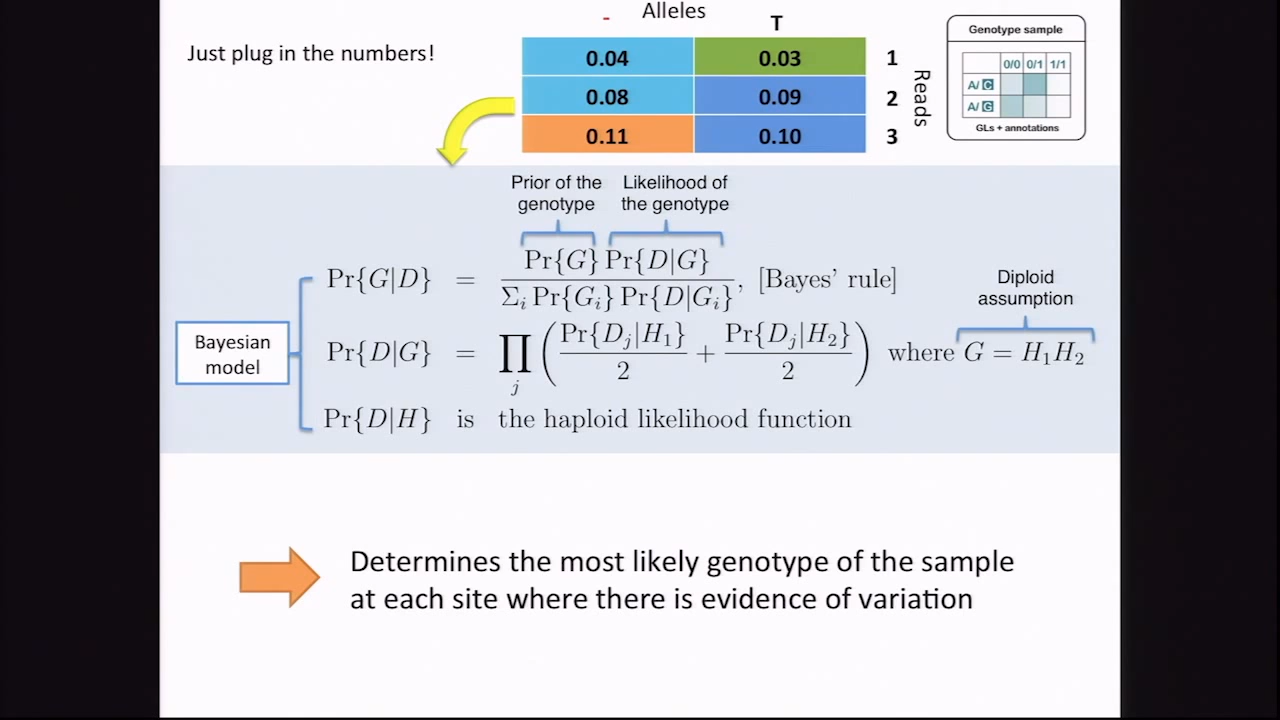 Alleles
- T
Just plug in the numbers!
0.04 0.03 1
0.08 0.09 2
0.11 0.10 3
Reads
Genotype sample
0/0 0/1 1/1
A/C
A/G
GLs + annotations
Prior of the genotype
Likelihood of the genotype
Pr{G|D} = Pr{G} Pr{D|G} / Σ_i Pr{G_i} Pr{D|G_i}, [Bayes' rule]
Diploid assumption
Bayesian model
Pr{D|G} = ∏_j ( Pr{D_j|H_1} / 2 + Pr{D_j|H_2} / 2 ) where G = H_1H_2
Pr{D|H} is the haploid likelihood function
Determines the most likely genotype of the sample
at each site where there is evidence of variation